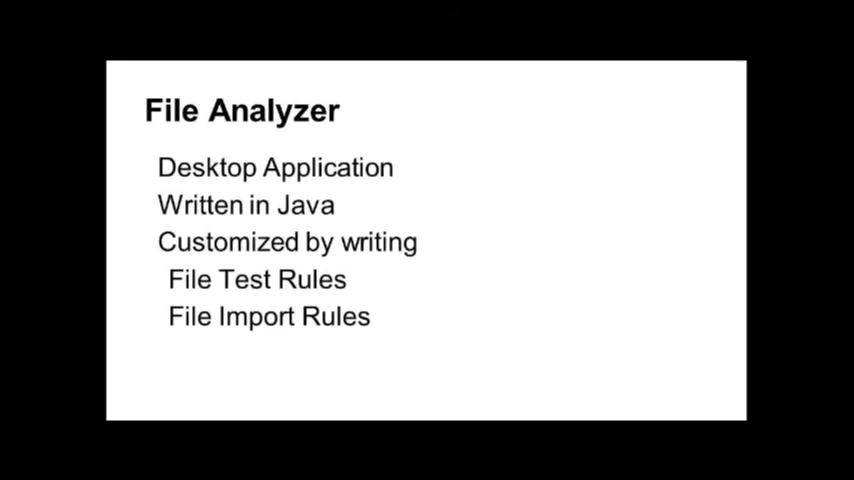 File Analyzer
Desktop Application
Written in Java
Customized by writing
File Test Rules
File Import Rules